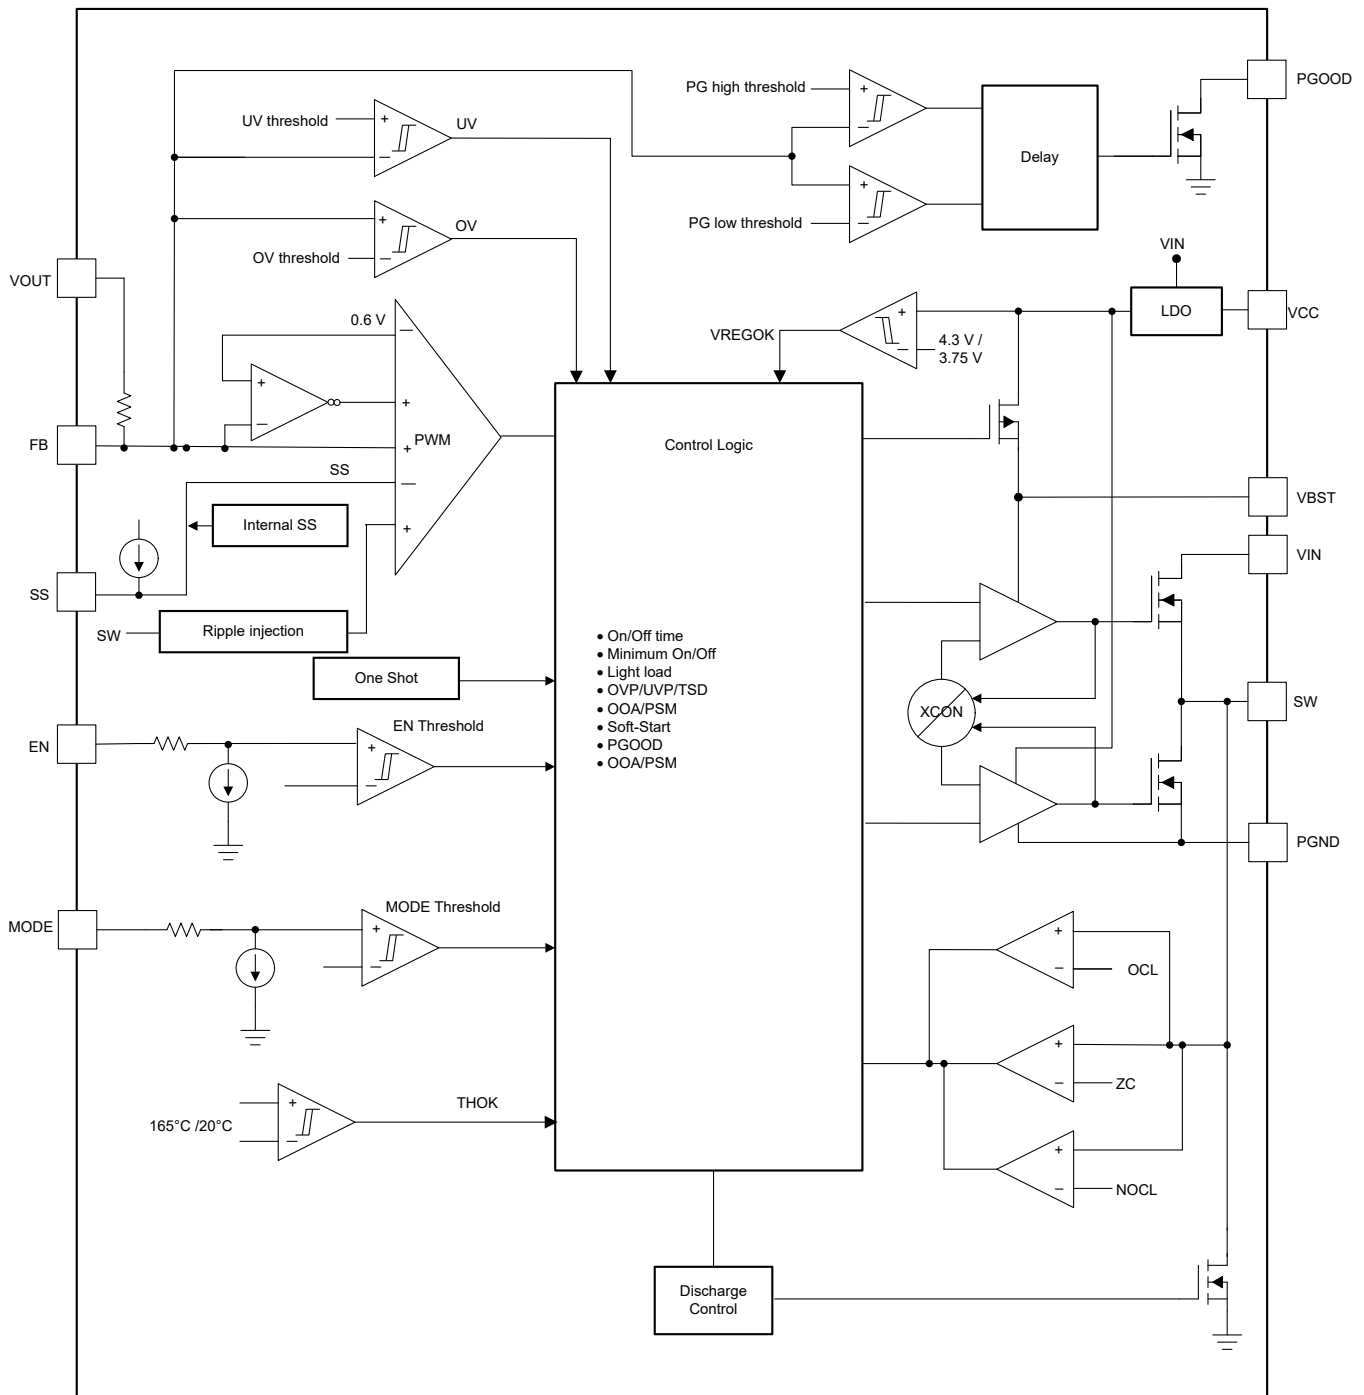 PG high threshold
+
−
PGOOD
UV threshold
+
−
UV
Delay
+
−
PG low threshold
+
−
OV
OV threshold
VIN
VOUT
0.6 V
−
VREGOK
+
−
4.3 V /
3.75 V
LDO
VCC
+
−
+
FB
PWM
+
Control Logic
SS
−
VBST
Internal SS
+
VIN
SS
SW
Ripple injection
• On/Off time
• Minimum On/Off
• Light load
• OVP/UVP/TSD
• OOA/PSM
• Soft-Start
• PGOOD
• OOA/PSM
One Shot
XCON
SW
EN Threshold
EN
+
−
PGND
MODE Threshold
MODE
+
−
+
−
OCL
+
−
ZC
THOK
+
−
165°C /20°C
+
−
NOCL
Discharge
Control